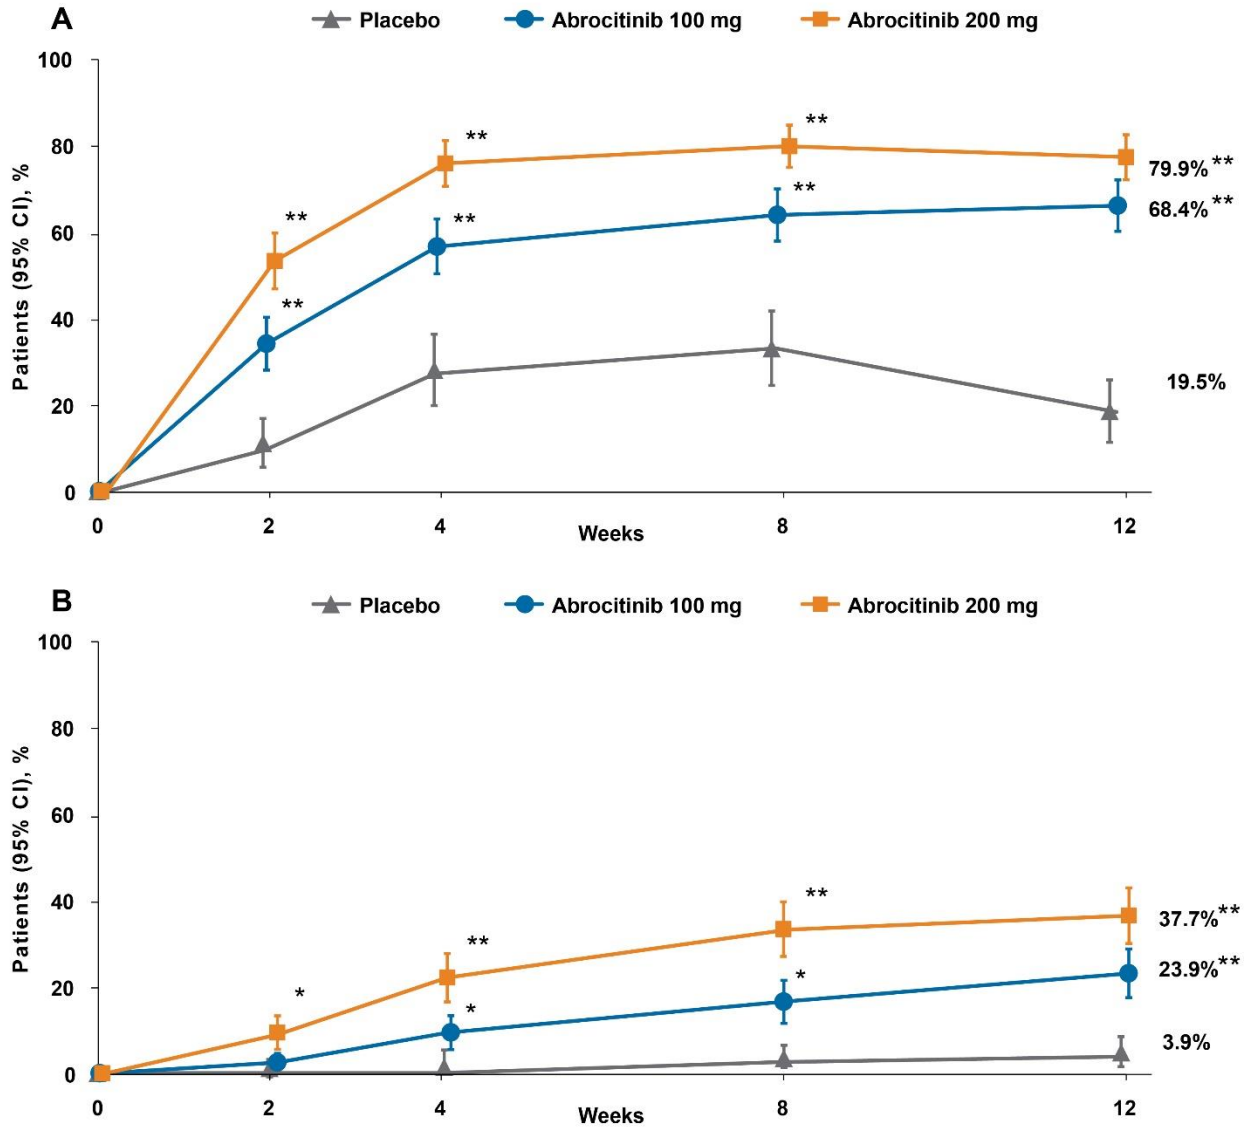 A
Placebo Abrocitinib 100 mg Abrocitinib 200 mg
Patients (95% CI), %
100
80
60
40
20
0
** ** ** ** ** **
79.9%**
68.4%**
19.5%
0 2 4 8 12
Weeks
B
Placebo Abrocitinib 100 mg Abrocitinib 200 mg
Patients (95% CI), %
100
80
60
40
20
0
* ** * ** *
37.7%**
23.9%**
3.9%
0 2 4 8 12
Weeks